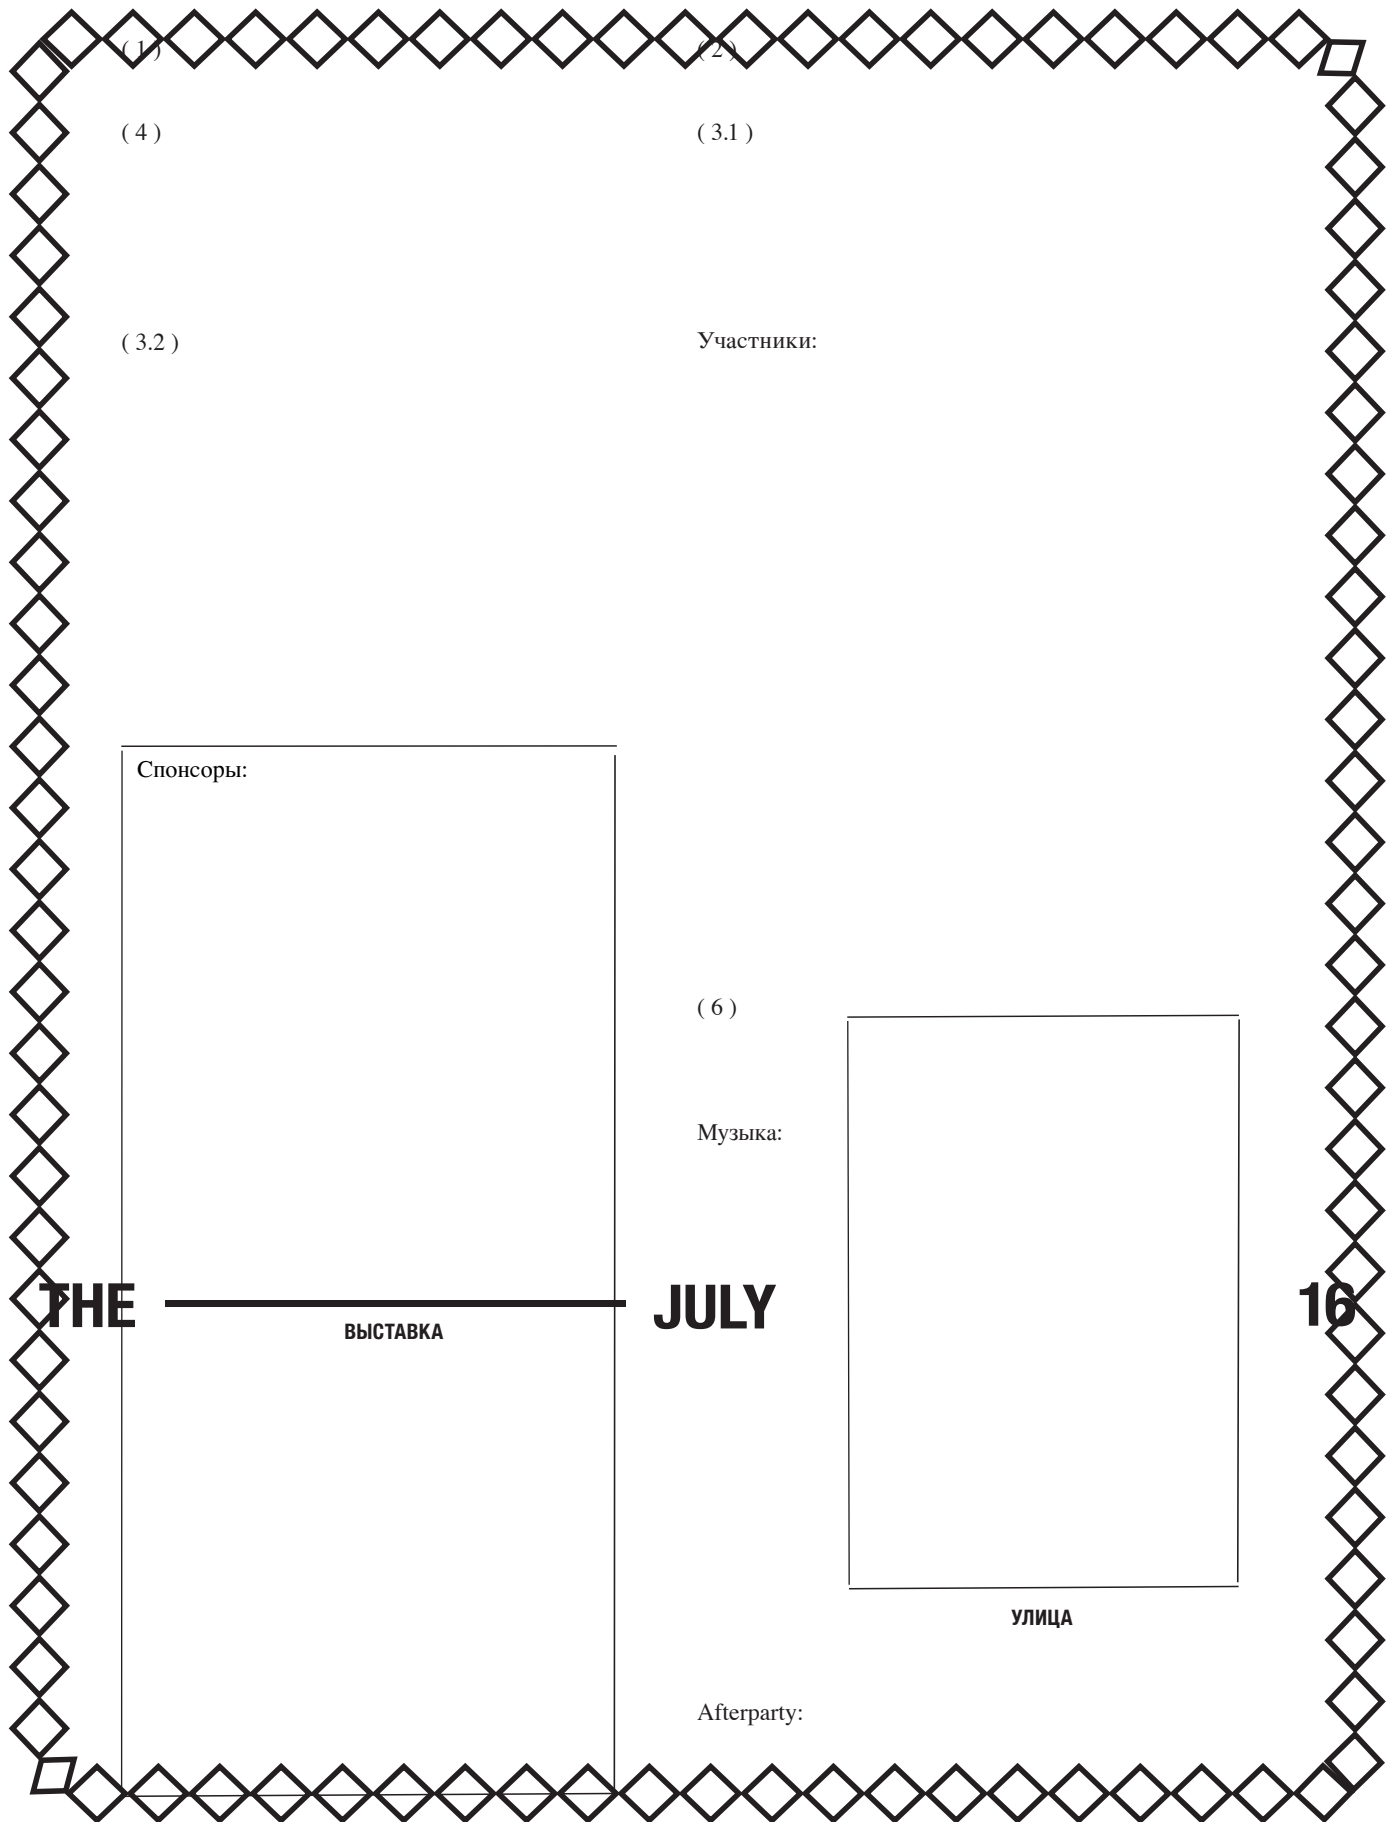 ( 1 )
( 2 )
( 4 )
( 3.1 )
( 3.2 )
Участники:
Спонсоры:
( 6 )
Музыка:
THE JULY 16
ВЫСТАВКА
УЛИЦА
Afterparty: